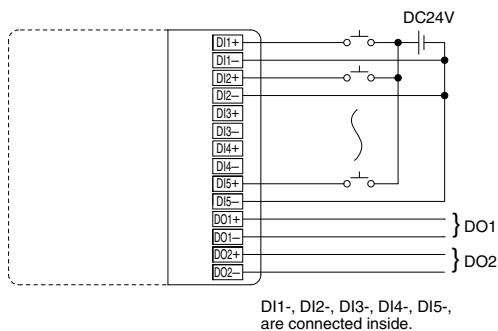 DC24V
DI1+
DI1–
DI2+
DI2–
DI3+
DI3–
DI4+
DI4–
DI5+
DI5–
DO1+
DO1–
DO1
DO2+
DO2–
DO2
DI1-, DI2-, DI3-, DI4-, DI5-,
are connected inside.